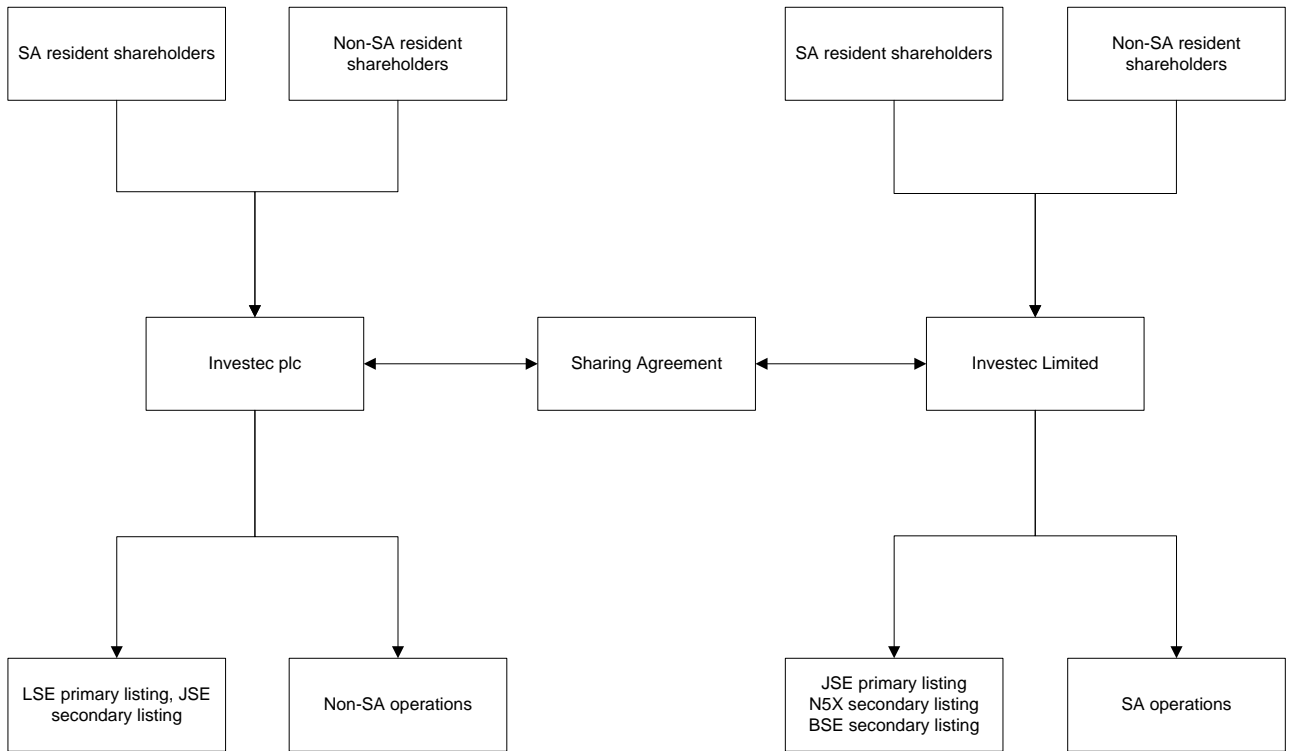 SA resident shareholders
Non-SA resident
shareholders
SA resident shareholders
Non-SA resident
shareholders
Investec plc
Sharing Agreement
Investec Limited
LSE primary listing, JSE
secondary listing
Non-SA operations
JSE primary listing
N5X secondary listing
BSE secondary listing
SA operations